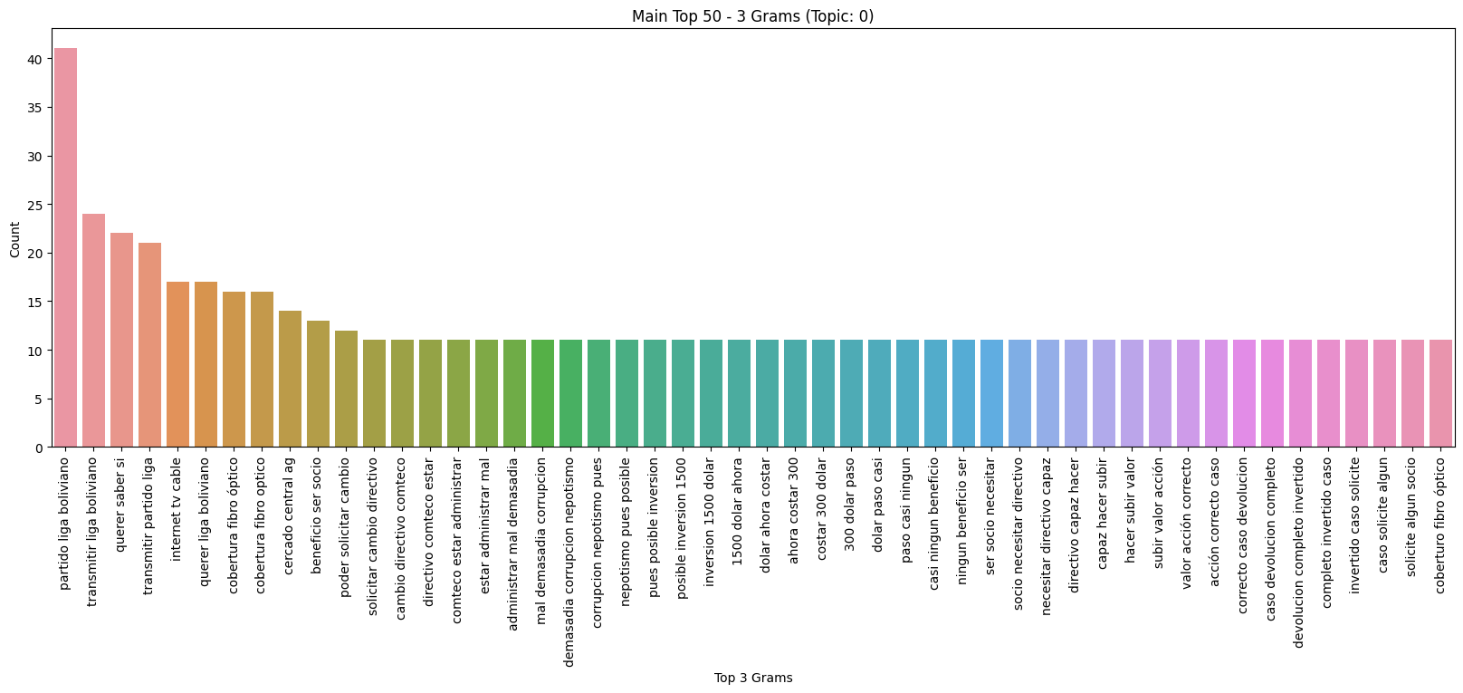 Main Top 50 - 3 Grams (Topic: 0)
Count
40
35
30
25
20
15
10
5
0
partido liga boliviano
transmitir liga boliviano
querer saber si
transmitir partido liga
internet tv cable
querer liga boliviano
cobertura fibro óptico
cobertura fibro optico
cercado central ag
beneficio ser socio
poder solicitar cambio
solicitar cambio directivo
cambio directivo comteco
directivo comteco estar
comteco estar administrar
estar administrar mal
administrar mal demasadia
mal demasadia corrupcion
demasadia corrupcion nepotismo
corrupcion nepotismo pues
nepotismo pues posible
pues posible inversion
posible inversion 1500
inversion 1500 dolar
1500 dolar ahora
dolar ahora costar
ahora costar 300
costar 300 dolar
300 dolar paso
dolar paso casi
paso casi ningun
casi ningun beneficio
ningun beneficio ser
ser socio necesitar
socio necesitar directivo
necesitar directivo capaz
directivo capaz hacer
capaz hacer subir
hacer subir valor
subir valor acción
valor acción correcto
acción correcto caso
correcto caso devolucion
caso devolucion completo
devolucion completo invertido
completo invertido caso
invertido caso solicite
caso solicite algun
solicite algun socio
coberturo fibro óptico
Top 3 Grams